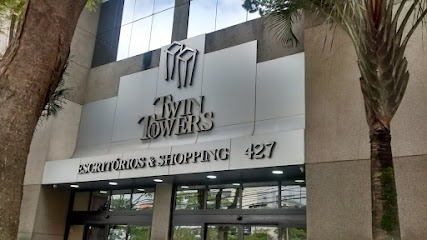 TWIN
TOWERS
ESCRITÓRIOS & SHOPPING 427